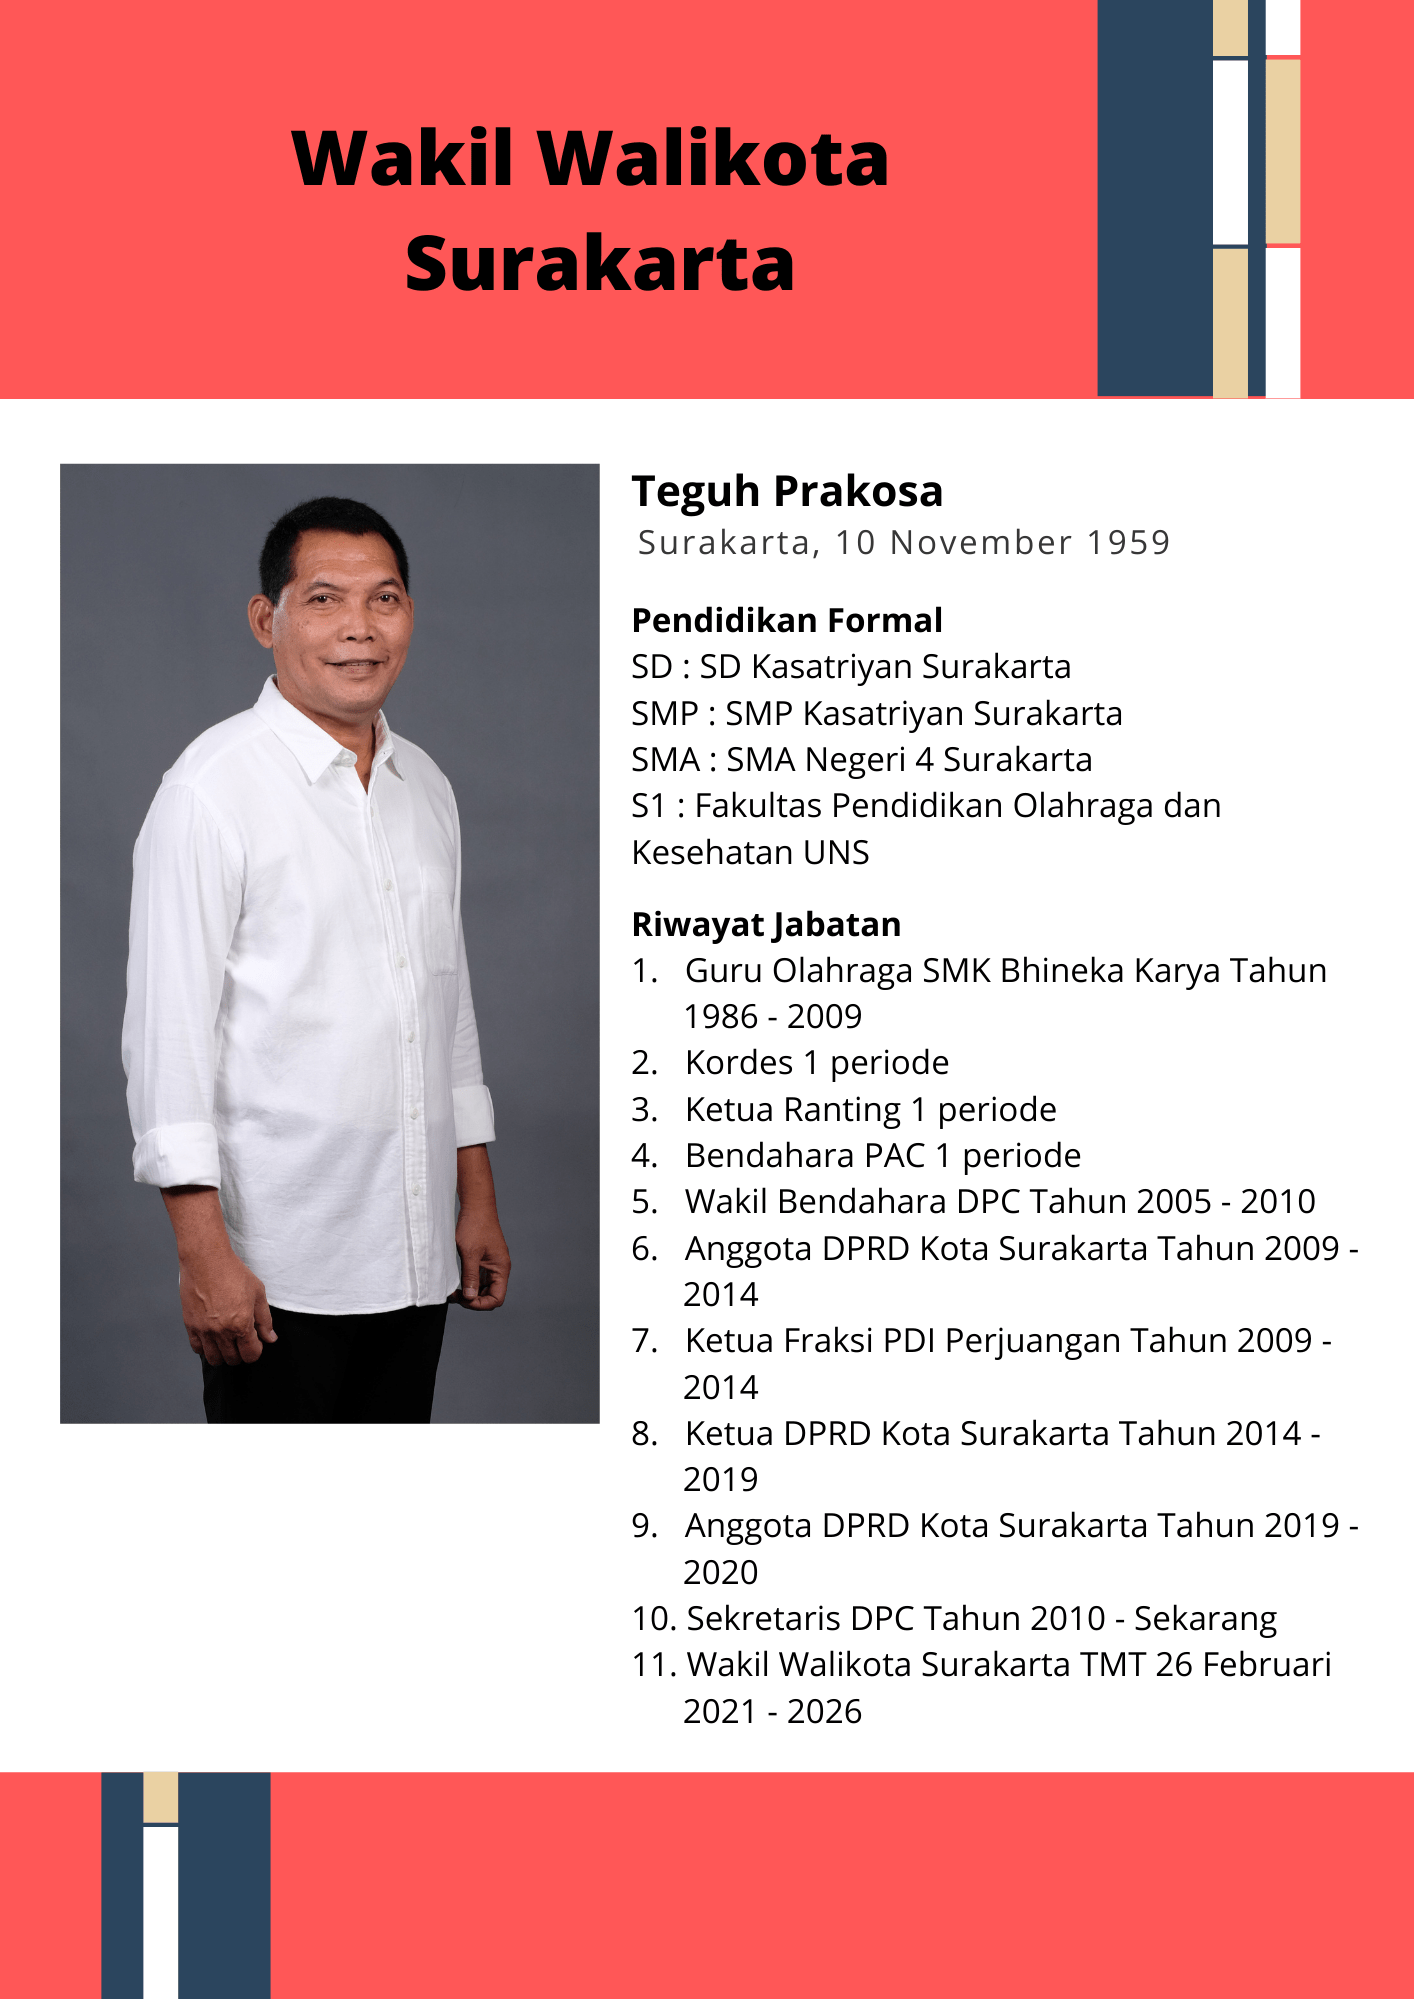 Wakil Walikota
Surakarta
Teguh Prakosa
Surakarta, 10 November 1959
Pendidikan Formal
SD : SD Kasatriyan Surakarta
SMP : SMP Kasatriyan Surakarta
SMA : SMA Negeri 4 Surakarta
S1 : Fakultas Pendidikan Olahraga dan
Kesehatan UNS
Riwayat Jabatan
1. Guru Olahraga SMK Bhineka Karya Tahun
1986 - 2009
2. Kordes 1 periode
3. Ketua Ranting 1 periode
4. Bendahara PAC 1 periode
5. Wakil Bendahara DPC Tahun 2005 - 2010
6. Anggota DPRD Kota Surakarta Tahun 2009 -
2014
7. Ketua Fraksi PDI Perjuangan Tahun 2009 -
2014
8. Ketua DPRD Kota Surakarta Tahun 2014 -
2019
9. Anggota DPRD Kota Surakarta Tahun 2019 -
2020
10. Sekretaris DPC Tahun 2010 - Sekarang
11. Wakil Walikota Surakarta TMT 26 Februari
2021 - 2026